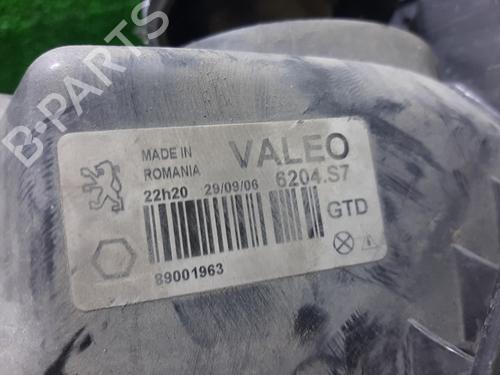 B-PARTS
MADE IN
ROMANIA
VALEO
22h20 29/09/06 6204.S7
GTD
89001963